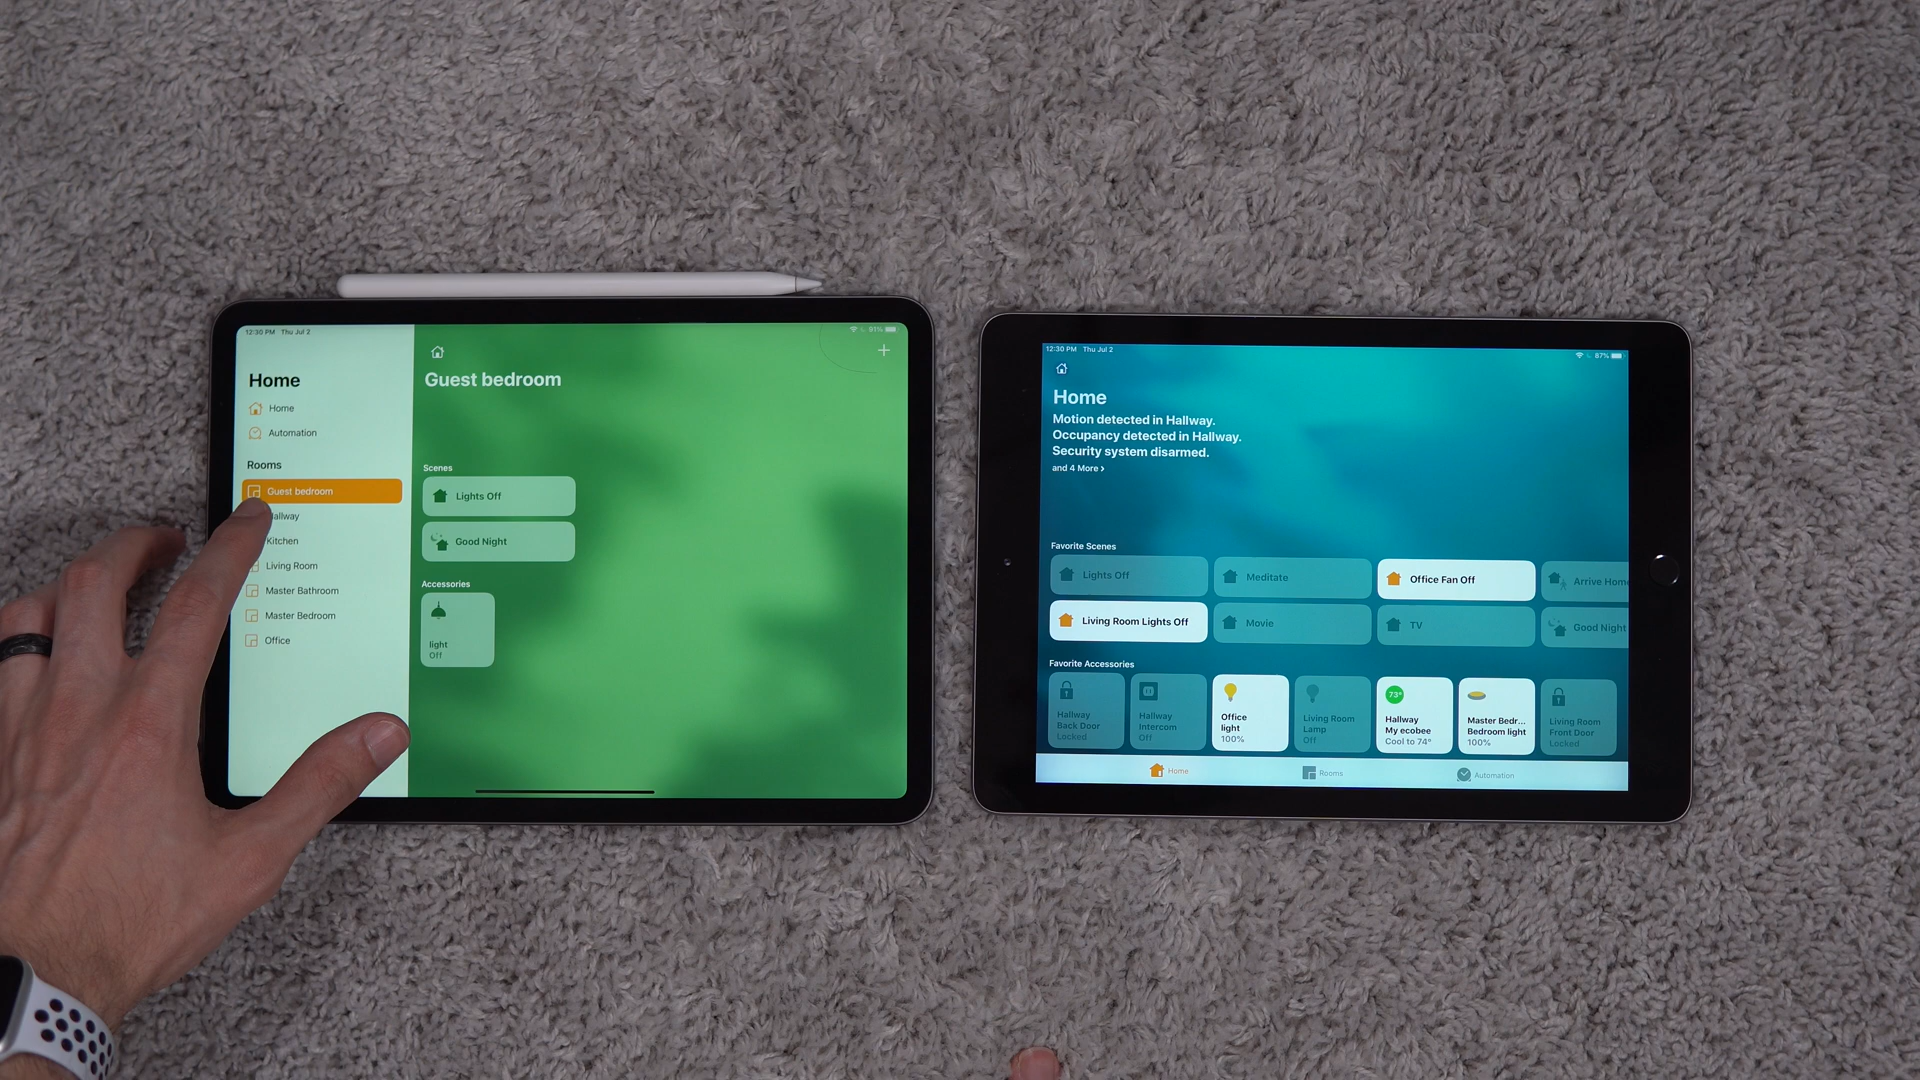 12:30 PM Thu Jul 2
91%
Home
Home
Automation
Rooms
Guest bedroom
allway
Kitchen
Living Room
Master Bathroom
Master Bedroom
Office
Guest bedroom
Scenes
Lights Off
Good Night
Accessories
light
Off
12:30 PM Thu Jul 2
87%
Home
Motion detected in Hallway.
Occupancy detected in Hallway.
Security system disarmed.
and 4 More >
Favorite Scenes
Lights Off
Meditate
Office Fan Off
Arrive Home
Living Room Lights Off
Movie
TV
Good Night
Favorite Accessories
Hallway
Back Door
Locked
Hallway
Intercom
Off
Office
light
100%
Living Room
Lamp
Off
73°
Hallway
My ecobee
Cool to 74°
Master Bedr...
Bedroom light
100%
Living Room
Front Door
Locked
Home
Rooms
Automation